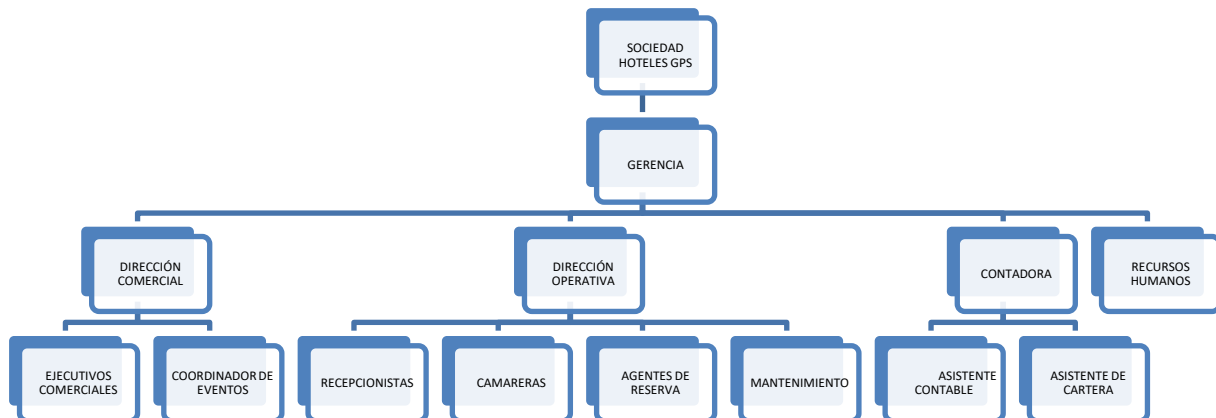 SOCIEDAD
HOTELES GPS
GERENCIA
DIRECCIÓN
COMERCIAL
DIRECCIÓN
OPERATIVA
CONTADORA
RECURSOS
HUMANOS
EJECUTIVOS
COMERCIALES
COORDINADOR DE
EVENTOS
RECEPCIONISTAS
CAMARERAS
AGENTES DE
RESERVA
MANTENIMIENTO
ASISTENTE
CONTABLE
ASISTENTE DE
CARTERA